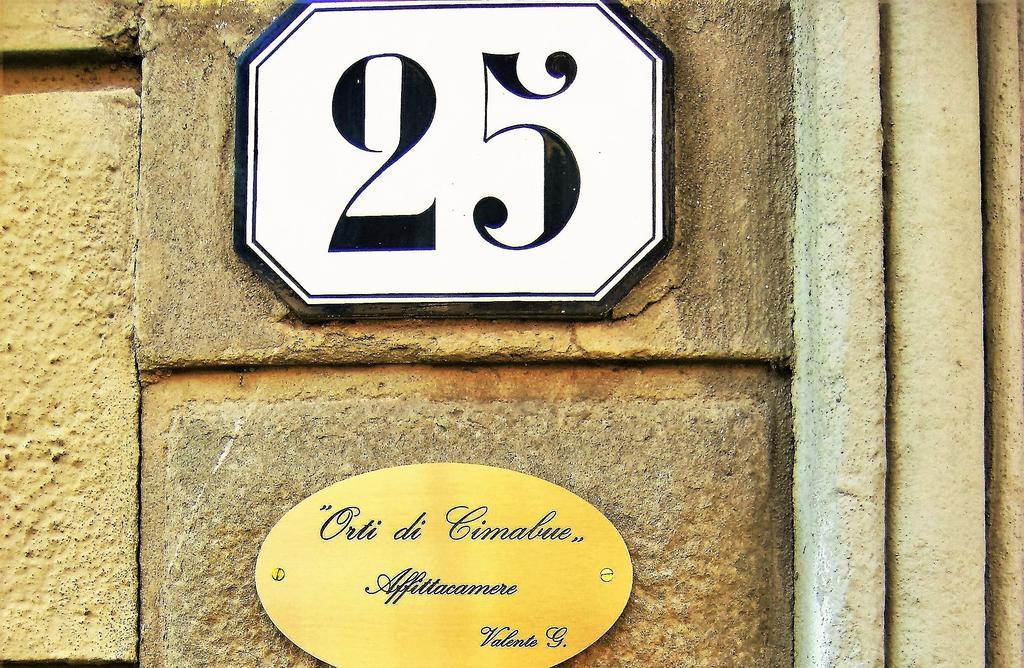 25
"Orti di Cimabue„
Affittacamere
Valente G.